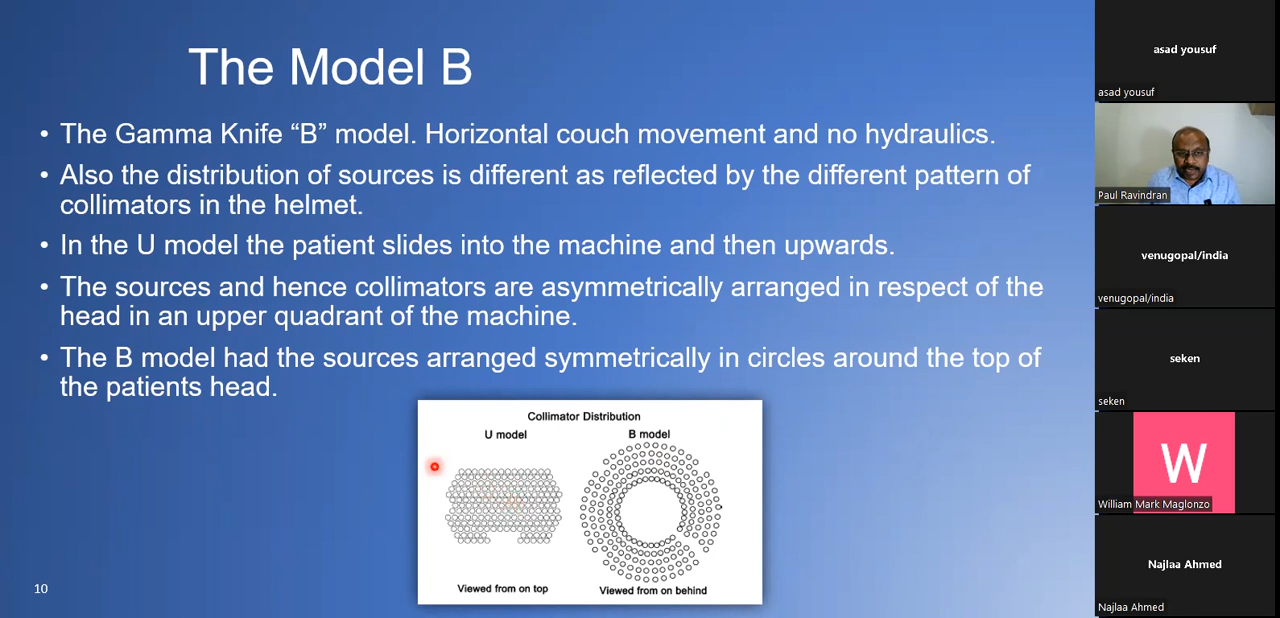 The Model B
• The Gamma Knife “B” model. Horizontal couch movement and no hydraulics.
• Also the distribution of sources is different as reflected by the different pattern of
collimators in the helmet.
• In the U model the patient slides into the machine and then upwards.
• The sources and hence collimators are asymmetrically arranged in respect of the
head in an upper quadrant of the machine.
• The B model had the sources arranged symmetrically in circles around the top of
the patients head.
Collimator Distribution
U model
B model
Viewed from on top
Viewed from on behind
10
asad yousuf
asad yousuf
Paul Ravindran
venugopal/india
venugopal/india
seken
seken
W
William Mark Maglonzo
Najlaa Ahmed
Najlaa Ahmed